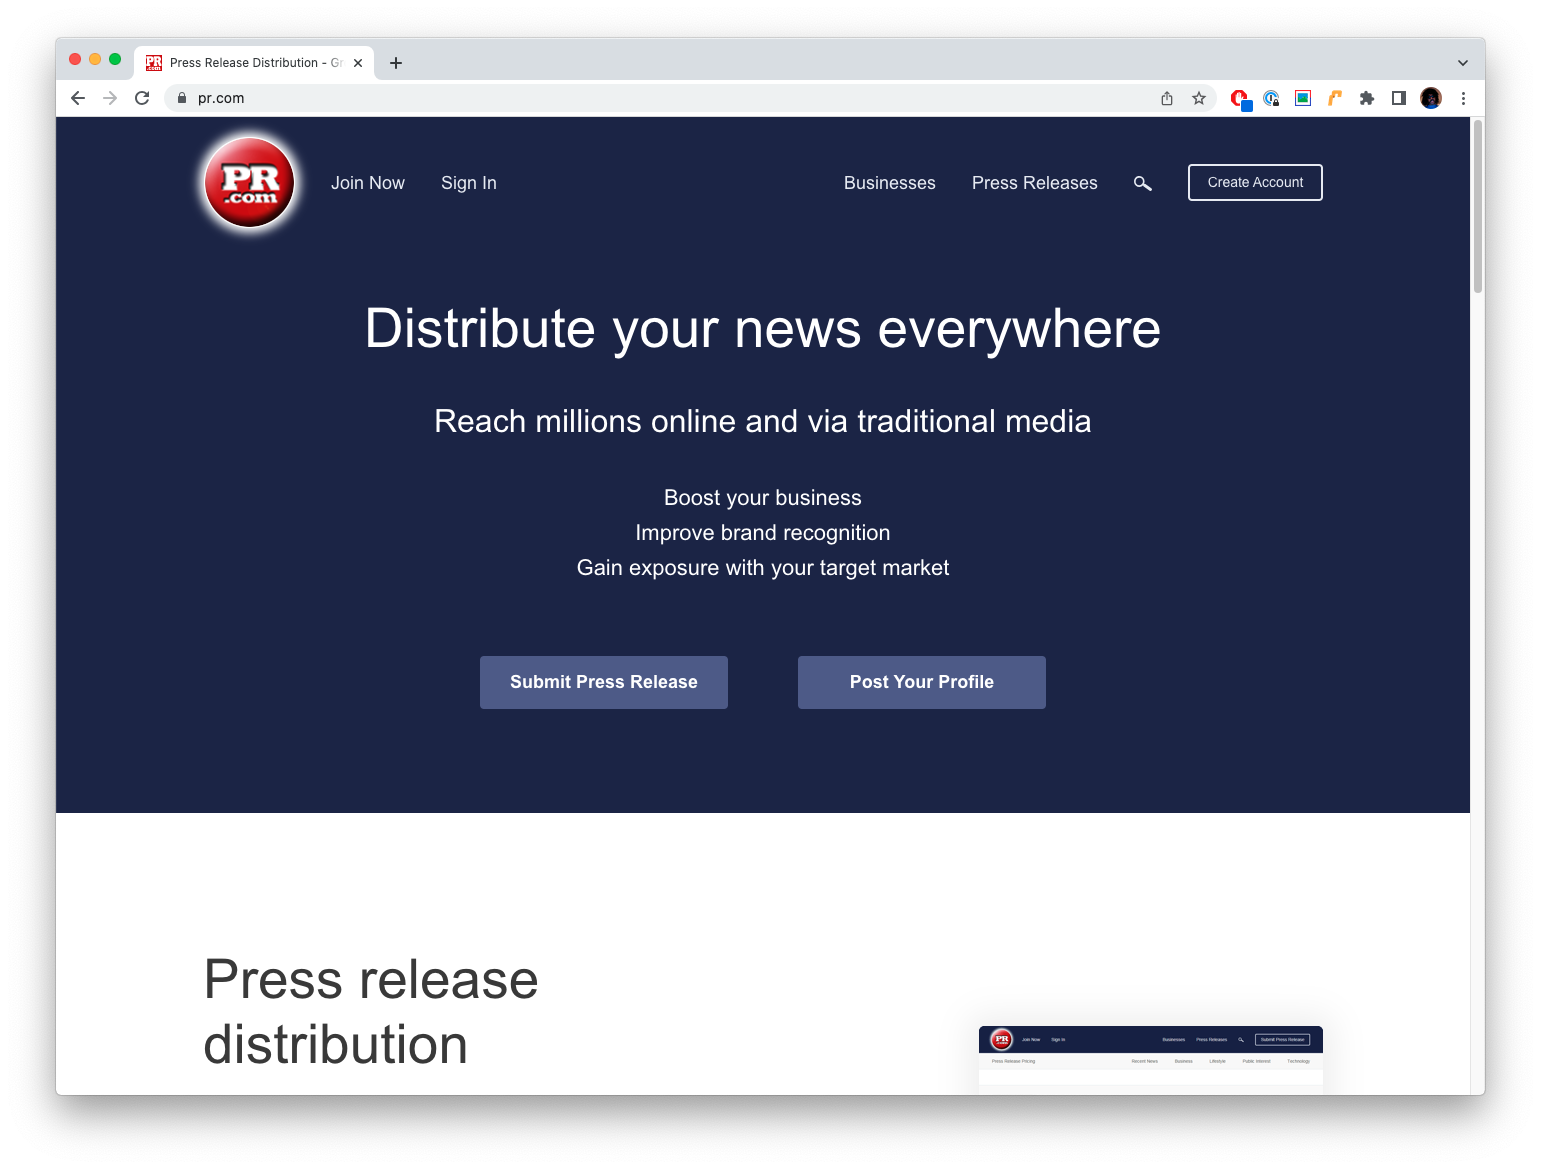 Press Release Distribution - Gr
pr.com
PR
.com
Join Now
Sign In
Businesses
Press Releases
Create Account
Distribute your news everywhere
Reach millions online and via traditional media
Boost your business
Improve brand recognition
Gain exposure with your target market
Submit Press Release
Post Your Profile
Press release
distribution
PR
.com
Join Now
Sign In
Businesses
Press Releases
Submit Press Release
Press Release Pricing
Recent News
Business
Lifestyle
Public Interest
Technology